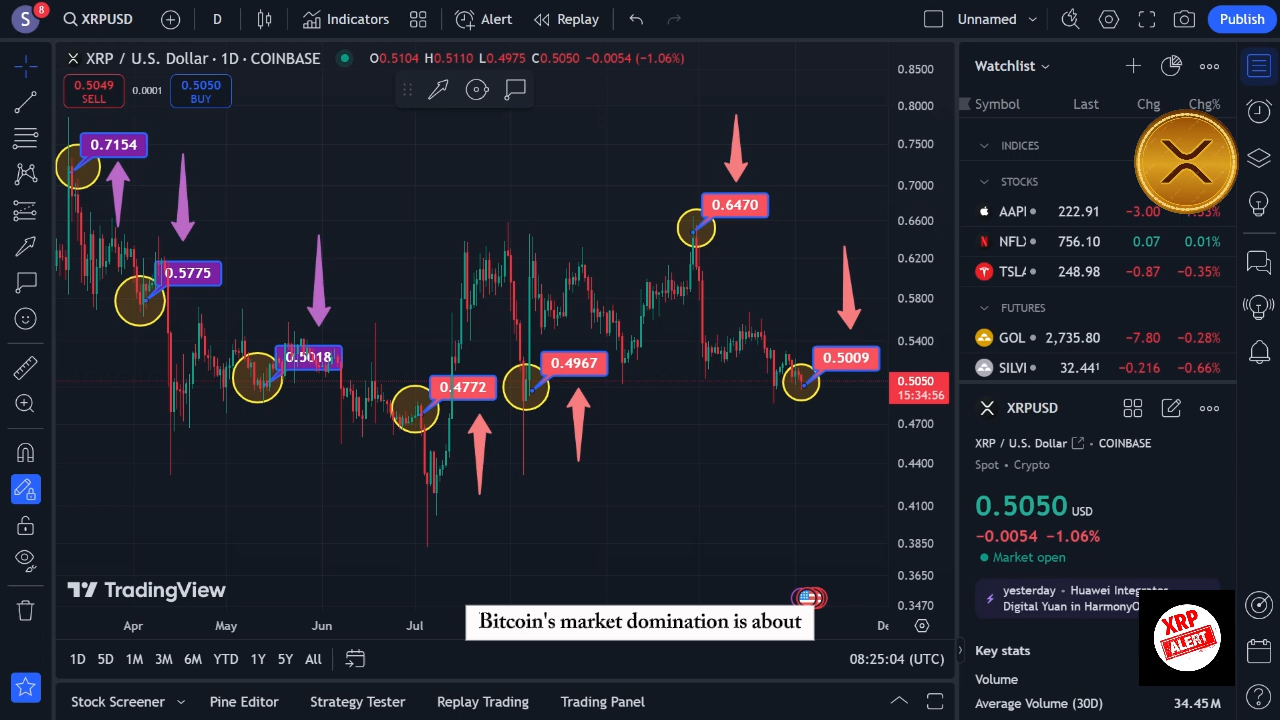 S
8
XRPUSD
D
Indicators
Alert
Replay
Unnamed
Publish
XRP / U.S. Dollar · 1D · COINBASE
O0.5104 H0.5110 L0.4975 C0.5050 −0.0054 (−1.06%)
0.5049
SELL
0.0001
0.5050
BUY
0.7154
0.5775
0.5018
0.4772
0.4967
0.6470
0.5009
0.8500
0.8000
0.7500
0.7000
0.6600
0.6200
0.5800
0.5400
0.5050
15:34:56
0.4700
0.4400
0.4100
0.3850
0.3650
0.3470
TradingView
Apr
May
Jun
Jul
Bitcoin's market domination is about
1D 5D 1M 3M 6M YTD 1Y 5Y All
08:25:04 (UTC)
Stock Screener
Pine Editor
Strategy Tester
Replay Trading
Trading Panel
Watchlist
Symbol Last Chg Chg%
INDICES
STOCKS
AAPL 222.91 −3.00
NFLX 756.10 0.07 0.01%
TSLA 248.98 −0.87 −0.35%
FUTURES
GOL 2,735.80 −7.80 −0.28%
SILVI 32.441 −0.216 −0.66%
XRPUSD
XRP / U.S. Dollar · COINBASE
Spot • Crypto
0.5050 USD
−0.0054 −1.06%
Market open
yesterday - Huawei Integrates
Digital Yuan in HarmonyO
XRP
ALERT
Key stats
Volume
Average Volume (30D) 34.45M